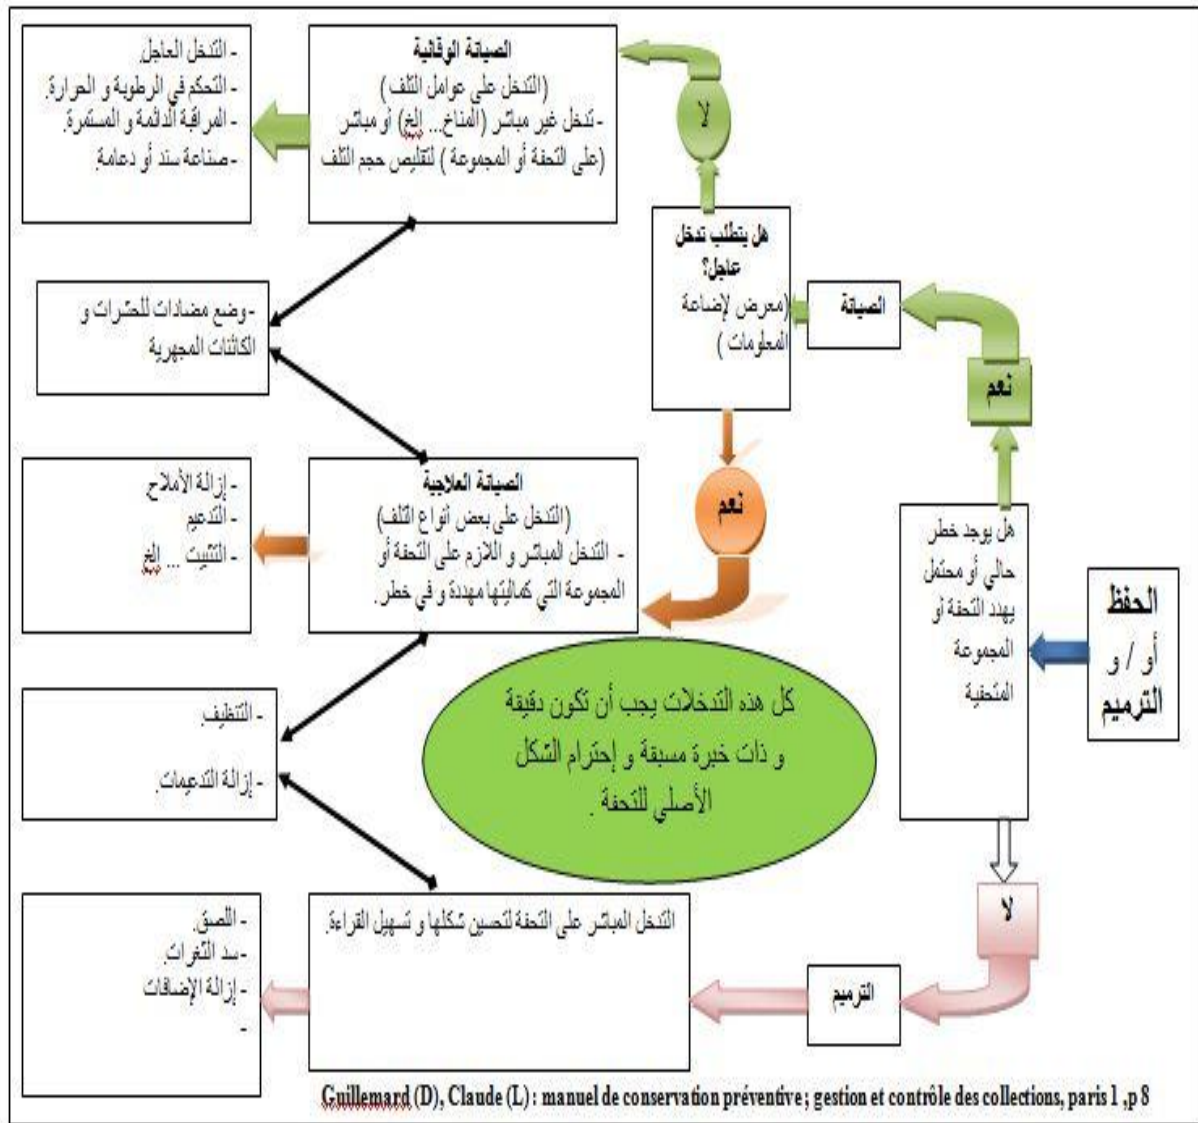 الحفظ
أو / و
الترميم
هل يوجد خطر
حالي أو محتمل
يهدد التحفة او
المجموعة
المتحفية
نعم
الصيانة
هل يتطلب تدخل
عاجل؟
(معرض لإضاعة
المعلومات )
لا
الصيانة الوقائية
(التدخل على عوامل التلف )
- تدخل غير مباشر (المناخ... إلخ) أو مباشر
(على التحفة أو المجموعة ) لتقليص حجم التلف
- التدخل العاجل.
- التحكم في الرطوبة و الحرارة.
- المراقبة الدائمة و المستمرة.
- صناعة سند أو دعامة.
- وضع مضادات للحشرات و
الكائنات المجهرية
نعم
الصيانة العلاجية
(التدخل على بعض أنواع التلف)
- التدخل المباشر و اللازم على التحفة أو
المجموعة التي كماليتها مهددة و في خطر.
- إزالة الأملاح.
- التدعيم
- التثبيت ... إلخ
كل هذه التدخلات يجب أن تكون دقيقة
و ذات خبرة مسبقة و إحترام الشكل
الأصلي للتحفة .
- التنظيف.
- إزالة التدعيمات.
لا
الترميم
التدخل المباشر على التحفة لتحسين شكلها و تسهيل القراءة.
- اللصق.
- سد الثغرات.
- إزالة الإضافات
-
Guillemard (D), Claude (L) : manuel de conservation préventive ; gestion et contrôle des collections, paris 1 ,p 8